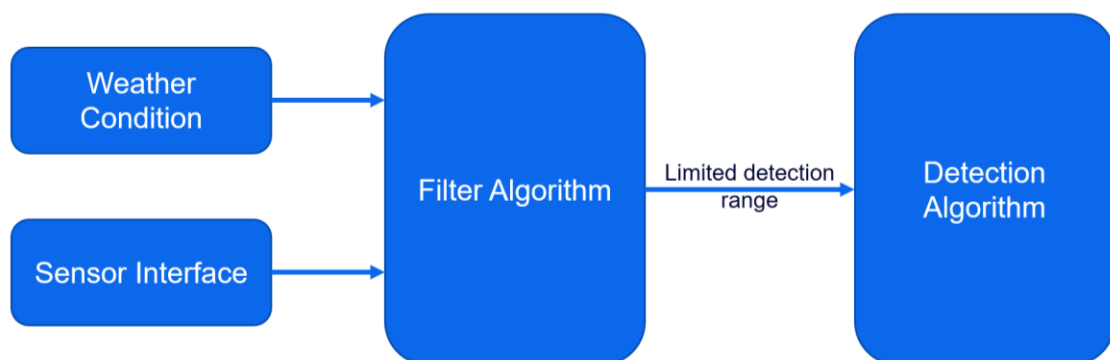 Weather
Condition
Sensor Interface
Filter Algorithm
Limited detection
range
Detection
Algorithm